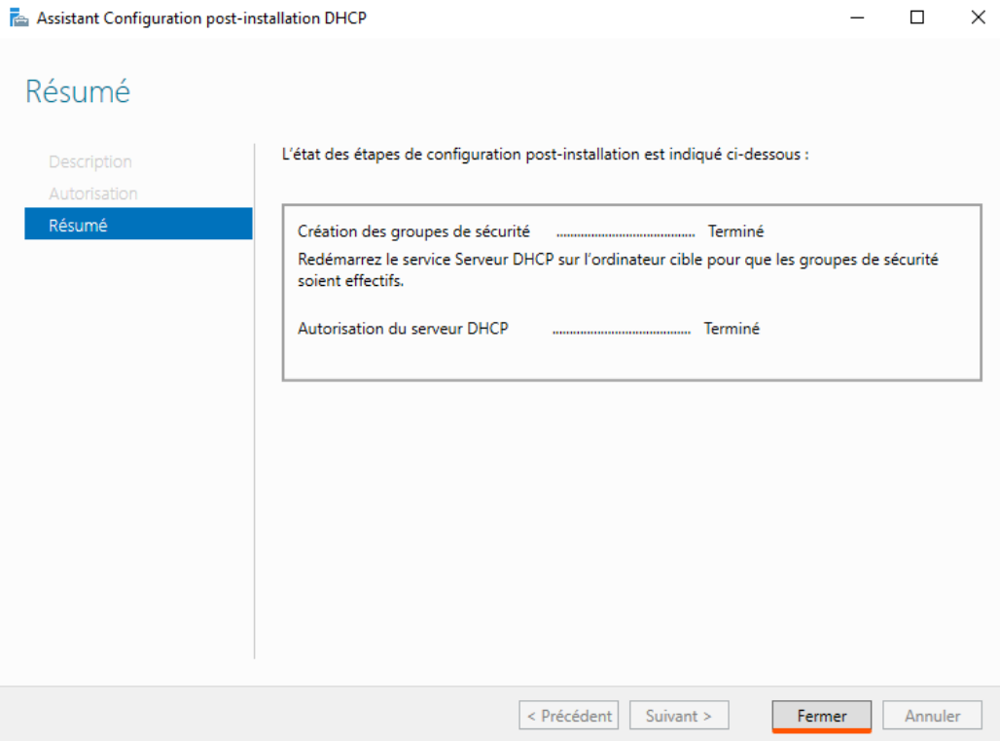 Assistant Configuration post-installation DHCP
Résumé
Description
Autorisation
Résumé
L'état des étapes de configuration post-installation est indiqué ci-dessous :
Création des groupes de sécurité ........................................ Terminé
Redémarrez le service Serveur DHCP sur l'ordinateur cible pour que les groupes de sécurité
soient effectifs.
Autorisation du serveur DHCP ........................................ Terminé
< Précédent
Suivant >
Fermer
Annuler